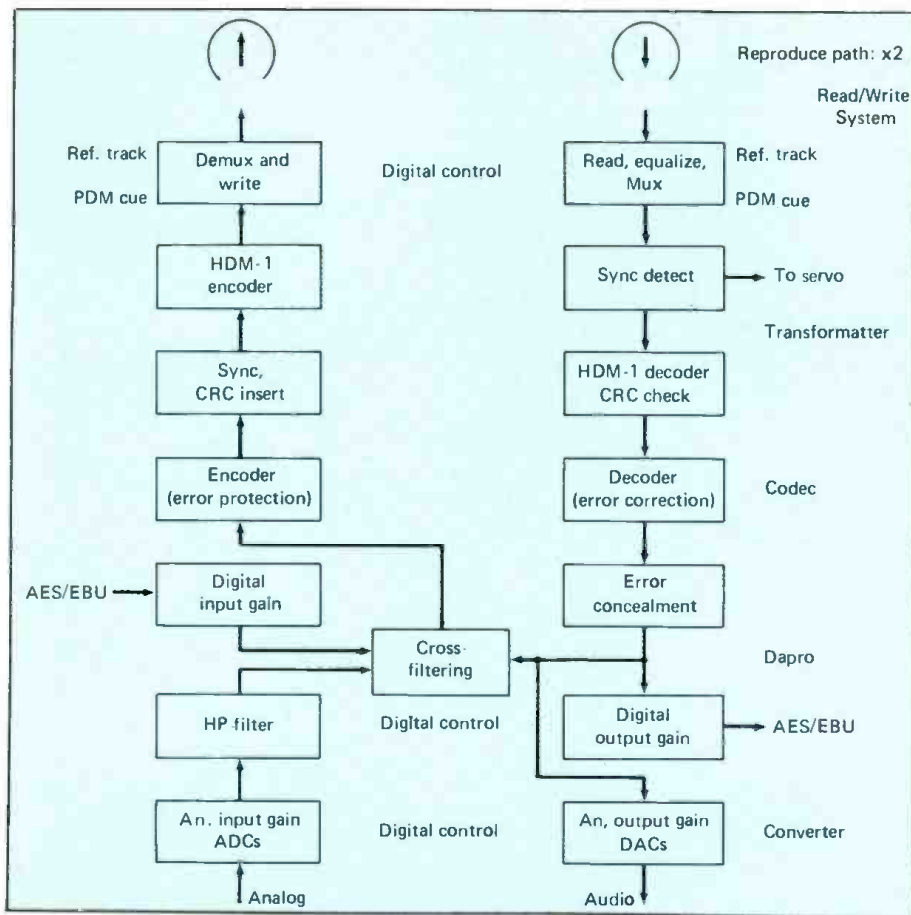 Reproduce path: x2
Read/Write
System
Ref. track
PDM cue
Demux and
write
Digital control
Read, equalize,
Mux
Ref. track
PDM cue
HDM-1
encoder
Sync detect
To servo
Transformatter
Sync,
CRC insert
HDM-1 decoder
CRC check
Encoder
(error protection)
Decoder
(error correction)
Codec
AES/EBU
Digital
input gain
Error
concealment
Cross-
filtering
Dapro
HP filter
Digital control
Digital
output gain
AES/EBU
An. input gain
ADCs
Digital control
An, output gain
DACs
Converter
Analog
Audio